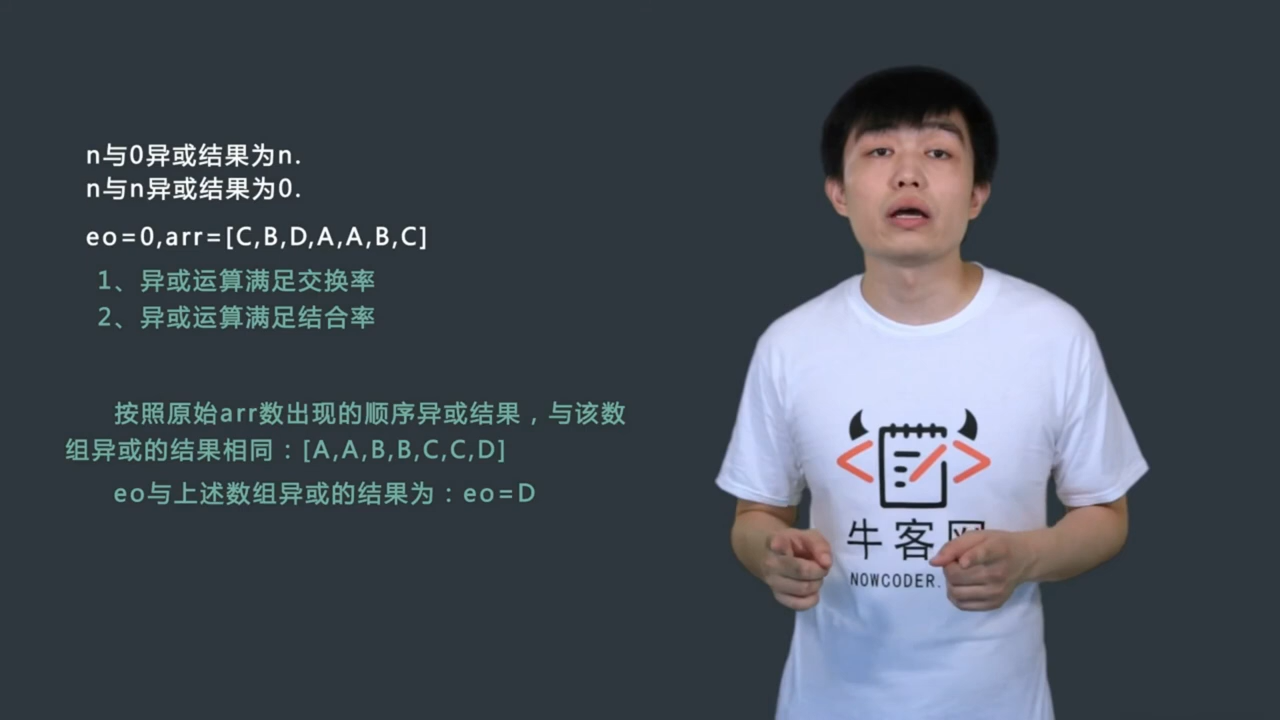 n与0异或结果为n.
n与n异或结果为0.
eo=0,arr=[C,B,D,A,A,B,C]
1、异或运算满足交换率
2、异或运算满足结合率
按照原始arr数出现的顺序异或结果，与该数
组异或的结果相同：[A,A,B,B,C,C,D]
eo与上述数组异或的结果为：eo=D
牛客网
NOWCODER.